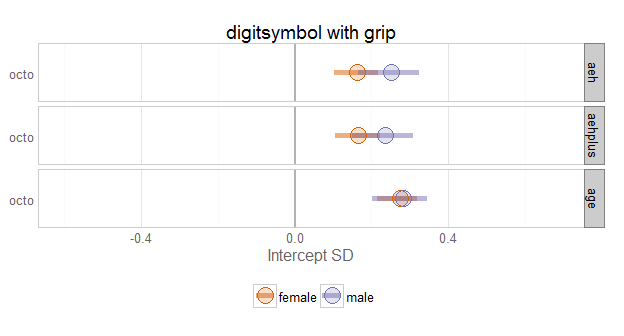 digitsymbol with grip
octo
aeh
octo
aehplus
octo
age
-0.4 0.0 0.4
Intercept SD
female male